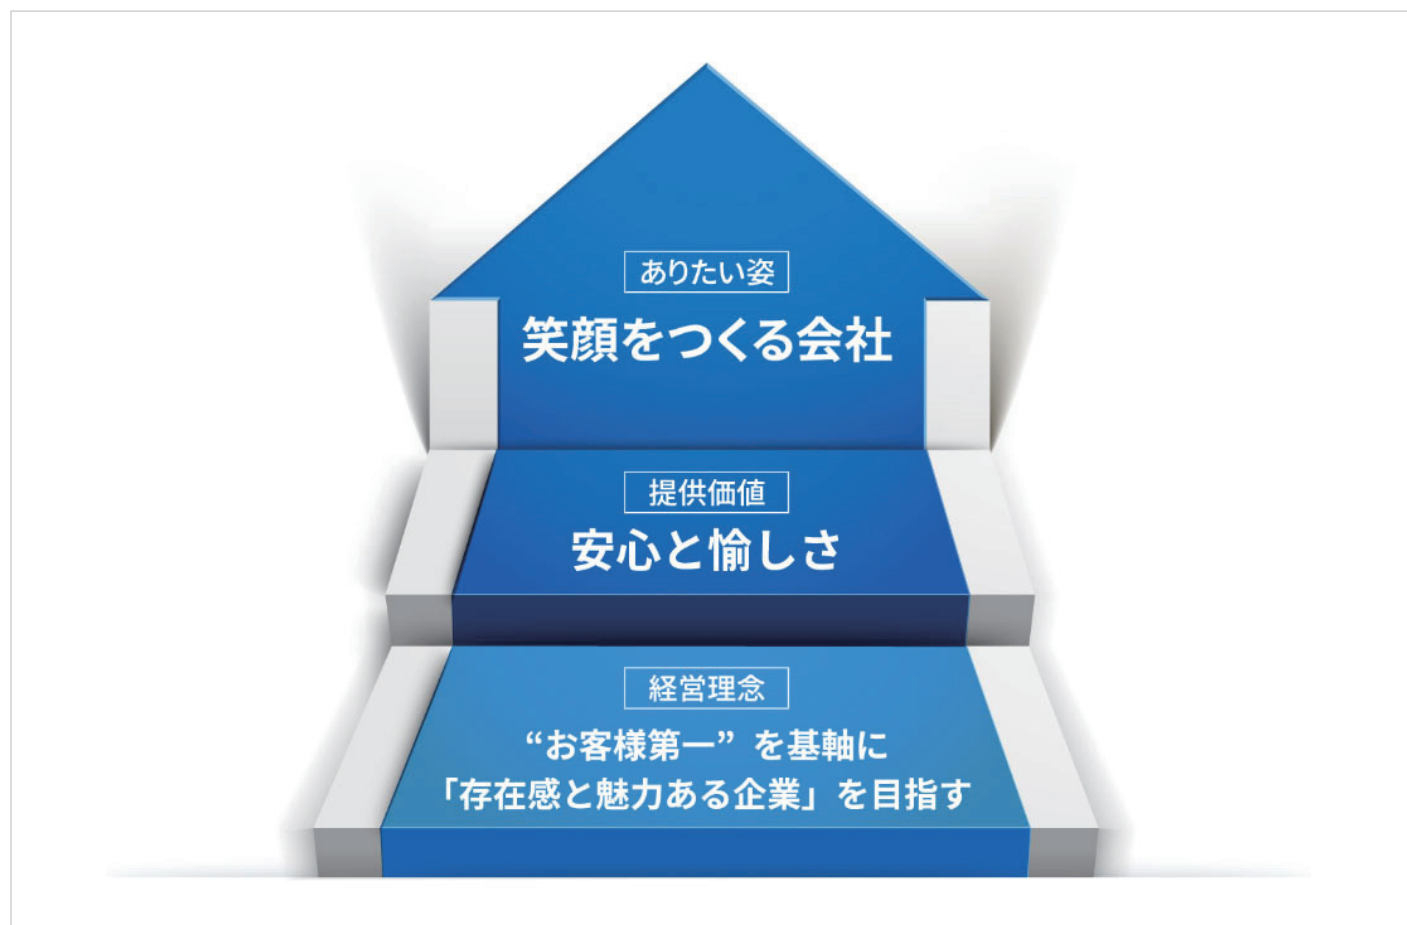 ありたい姿
笑顔をつくる会社
提供価値
安心と愉しさ
経営理念
“お客様第一” を基軸に
「存在感と魅力ある企業」を目指す